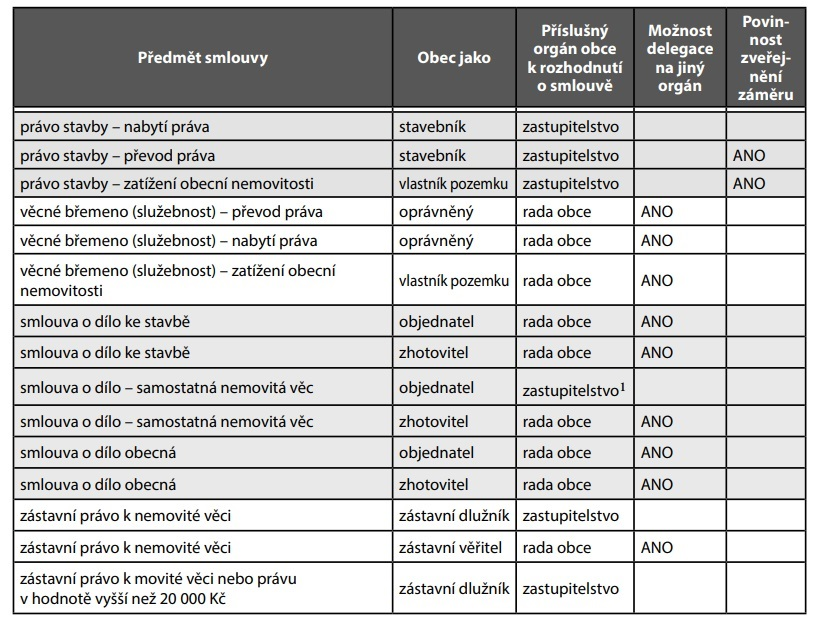 Předmět smlouvy
Obec jako
Příslušný
orgán obce
k rozhodnutí
o smlouvě
Možnost
delegace
na jiný
orgán
Povin-
nost
zveřej-
nění
záměru
právo stavby – nabytí práva stavebník zastupitelstvo
právo stavby – převod práva stavebník zastupitelstvo ANO
právo stavby – zatížení obecní nemovitosti vlastník pozemku zastupitelstvo ANO
věcné břemeno (služebnost) – převod práva oprávněný rada obce ANO
věcné břemeno (služebnost) – nabytí práva oprávněný rada obce ANO
věcné břemeno (služebnost) – zatížení obecní
nemovitosti vlastník pozemku rada obce ANO
smlouva o dílo ke stavbě objednatel rada obce ANO
smlouva o dílo ke stavbě zhotovitel rada obce ANO
smlouva o dílo – samostatná nemovitá věc objednatel zastupitelstvo¹
smlouva o dílo – samostatná nemovitá věc zhotovitel rada obce ANO
smlouva o dílo obecná objednatel rada obce ANO
smlouva o dílo obecná zhotovitel rada obce ANO
zástavní právo k nemovité věci zástavní dlužník zastupitelstvo
zástavní právo k nemovité věci zástavní věřitel rada obce ANO
zástavní právo k movité věci nebo právu
v hodnotě vyšší než 20 000 Kč zástavní dlužník zastupitelstvo